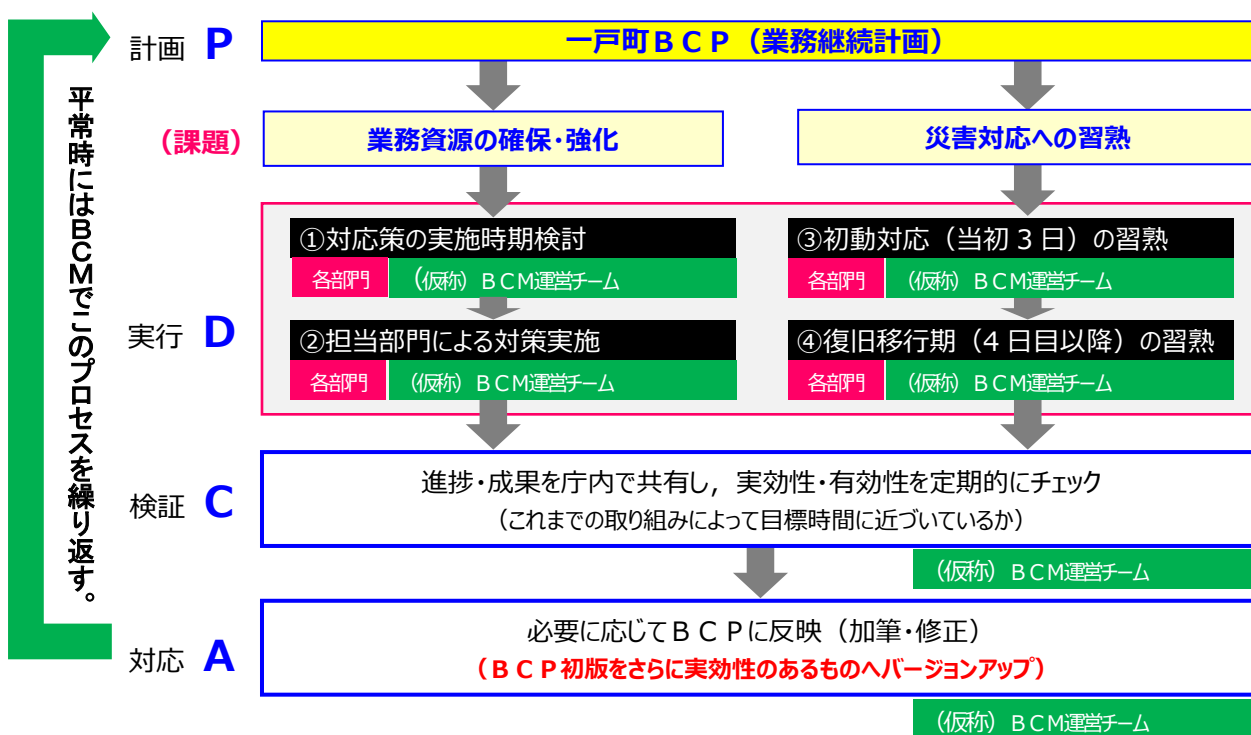 計画 P
一戸町BCP（業務継続計画）
平常時にはBCMでこのプロセスを繰り返す。
（課題）
業務資源の確保・強化
災害対応への習熟
実行 D
①対応策の実施時期検討
各部門 （仮称）BCM運営チーム
②担当部門による対策実施
各部門 （仮称）BCM運営チーム
③初動対応（当初3日）の習熟
各部門 （仮称）BCM運営チーム
④復旧移行期（4日目以降）の習熟
各部門 （仮称）BCM運営チーム
検証 C
進捗・成果を庁内で共有し，実効性・有効性を定期的にチェック
（これまでの取り組みによって目標時間に近づいているか）
（仮称）BCM運営チーム
対応 A
必要に応じてBCPに反映（加筆・修正）
（BCP初版をさらに実効性のあるものへバージョンアップ）
（仮称）BCM運営チーム